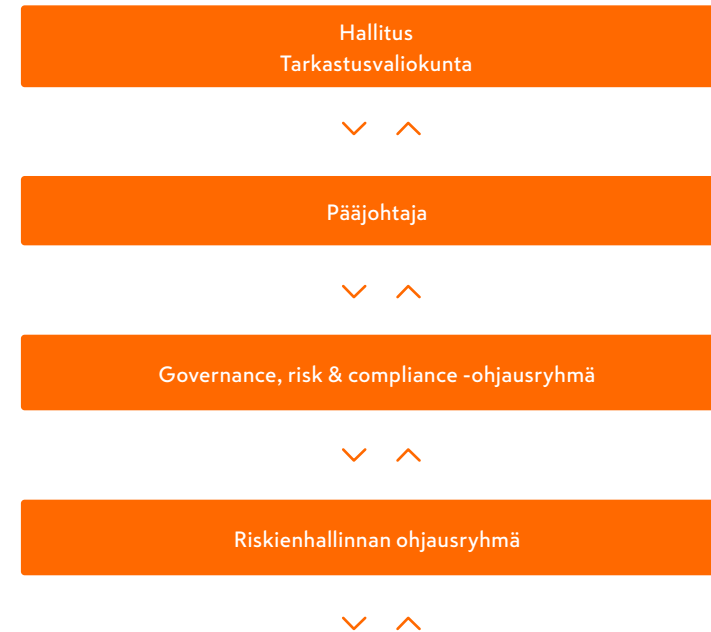 Hallitus
Tarkastusvaliokunta
Pääjohtaja
Governance, risk & compliance -ohjausryhmä
Riskienhallinnan ohjausryhmä